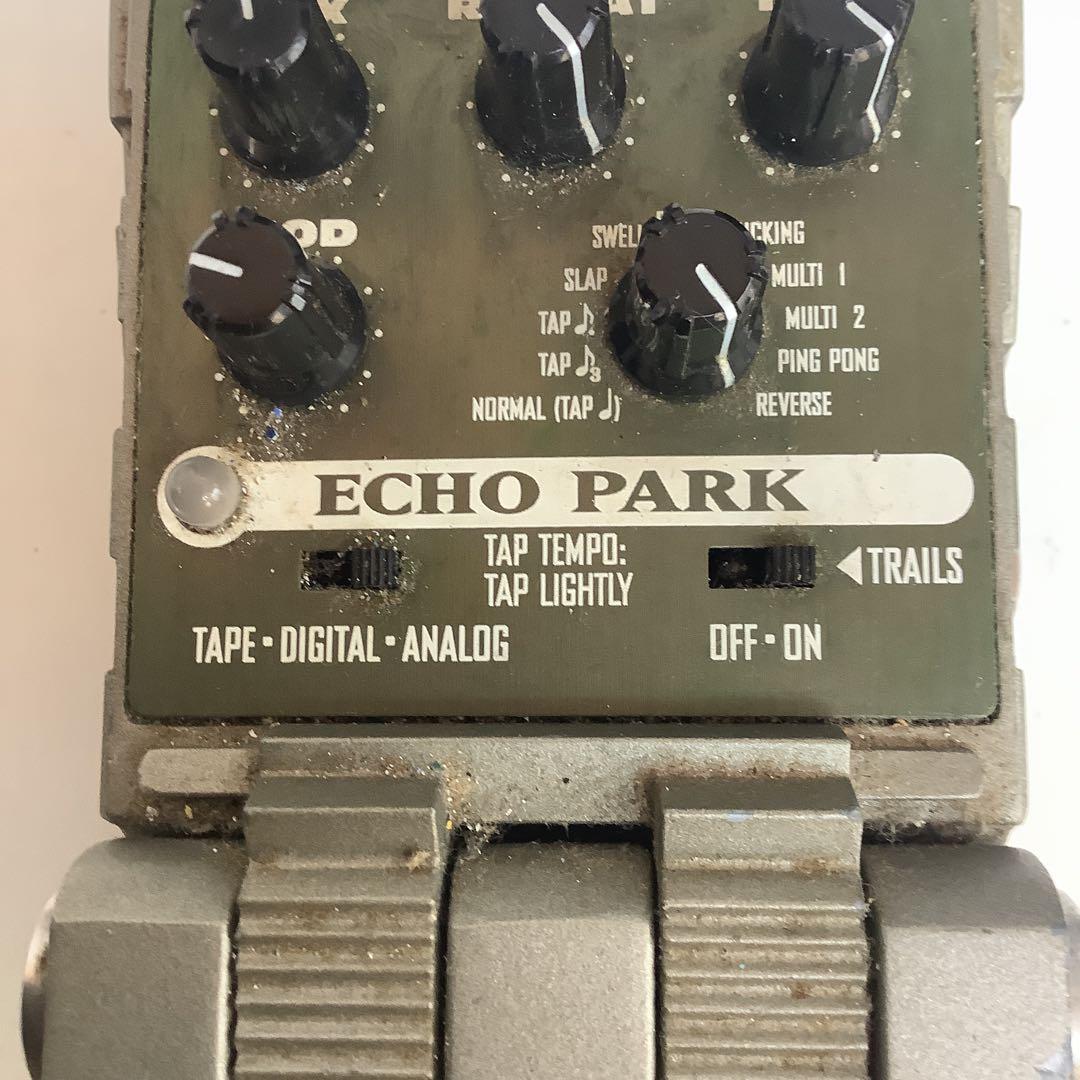 SLAP
MULTI 1
TAP ♪.
MULTI 2
TAP ♪3
PING PONG
NORMAL (TAP ♩)
REVERSE
ECHO PARK
TAP TEMPO:
TAP LIGHTLY
◀TRAILS
TAPE • DIGITAL • ANALOG
OFF • ON